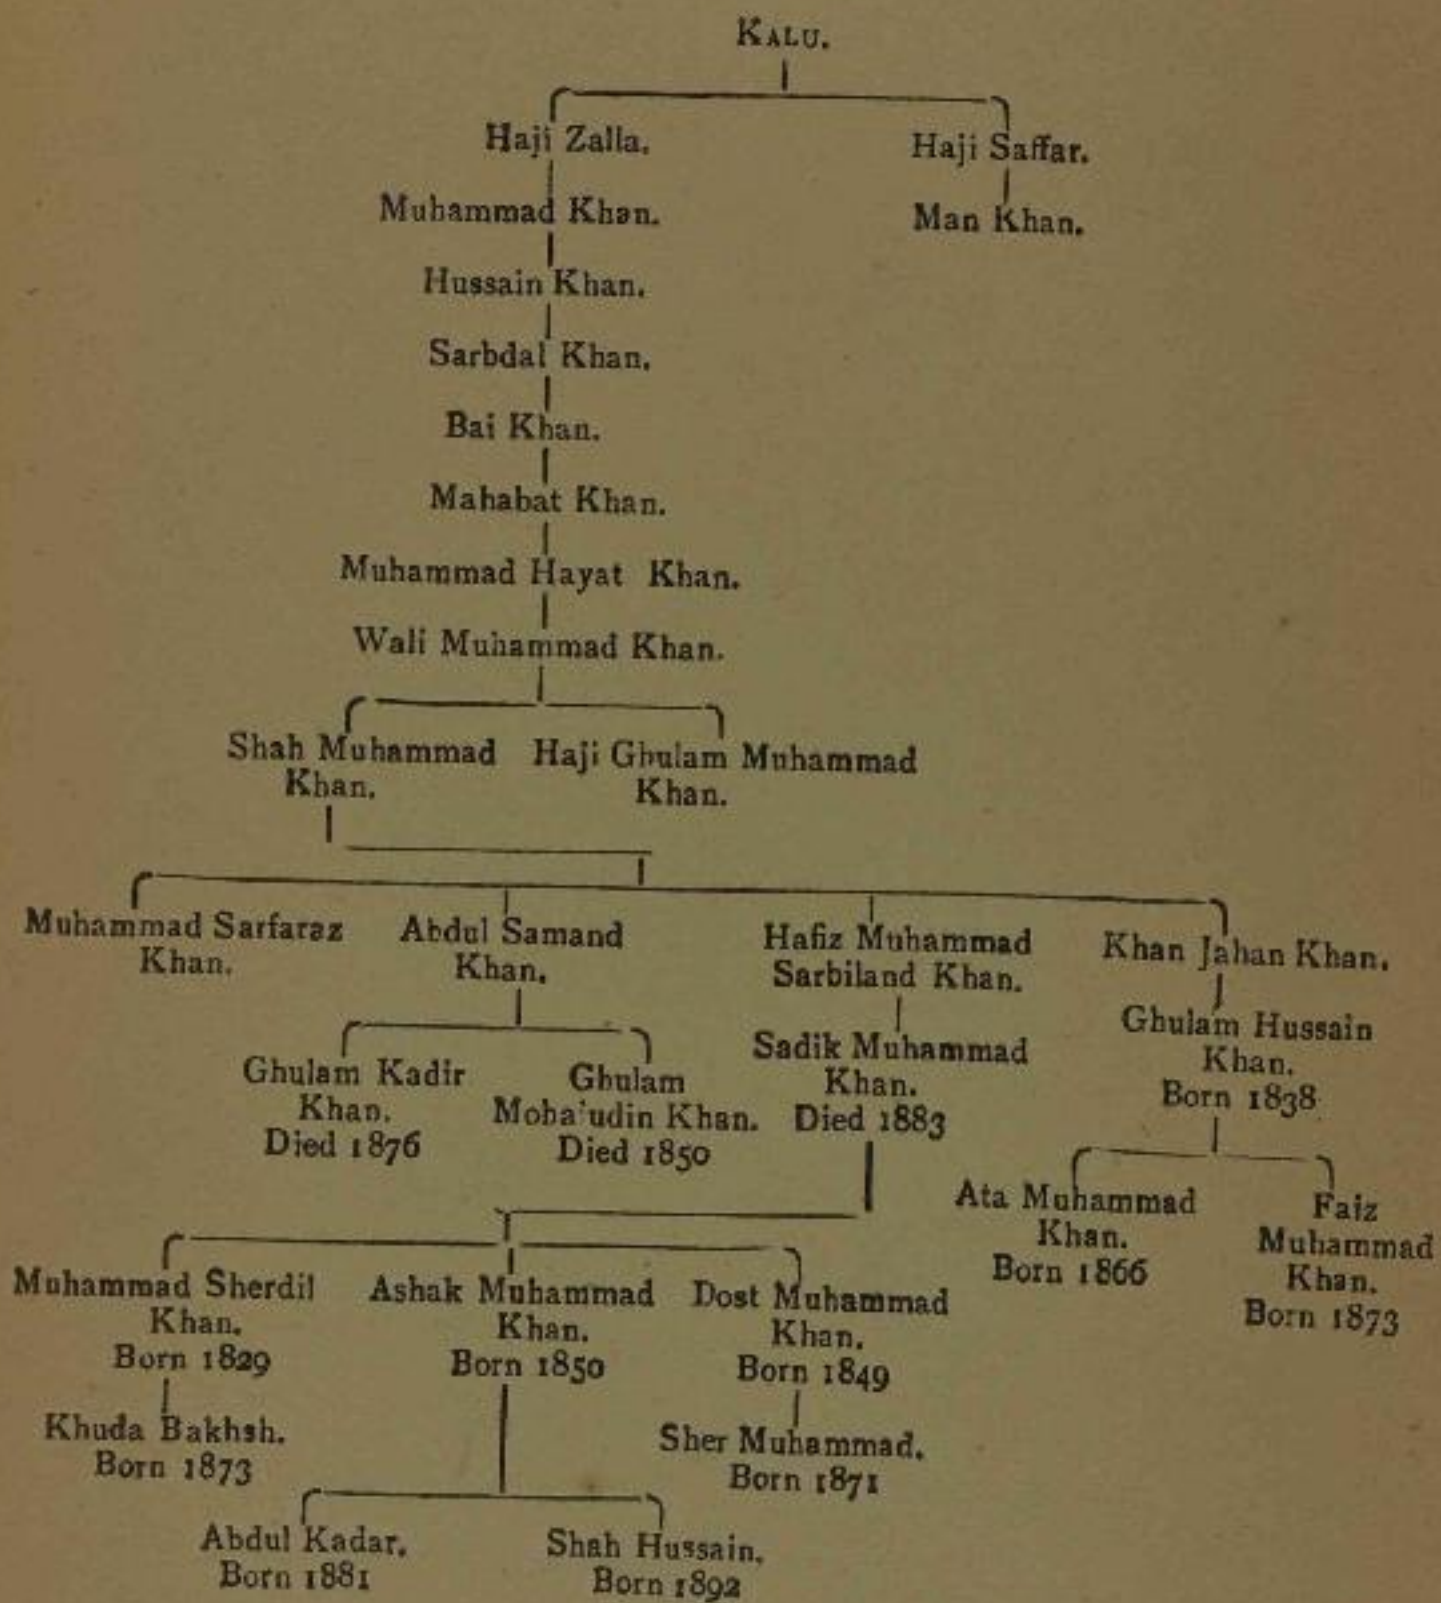 KALU.
Haji Zalla.
Haji Saffar.
Muhammad Khan.
Man Khan.
Hussain Khan.
Sarbdal Khan.
Bai Khan.
Mahabat Khan.
Muhammad Hayat Khan.
Wali Muhammad Khan.
Shah Muhammad
Khan.
Haji Ghulam Muhammad
Khan.
Muhammad Sarfaraz
Khan.
Abdul Samand
Khan.
Hafiz Muhammad
Sarbiland Khan.
Khan Jahan Khan.
Ghulam Kadir
Khan.
Died 1876
Ghulam
Moha'udin Khan.
Died 1850
Sadik Muhammad
Khan.
Died 1883
Ghulam Hussain
Khan.
Born 1838
Ata Muhammad
Khan.
Born 1866
Faiz
Muhammad
Khan.
Born 1873
Muhammad Sherdil
Khan.
Born 1829
Ashak Muhammad
Khan.
Born 1850
Dost Muhammad
Khan.
Born 1849
Khuda Bakhsh.
Born 1873
Sher Muhammad.
Born 1871
Abdul Kadar.
Born 1881
Shah Hussain.
Born 1892